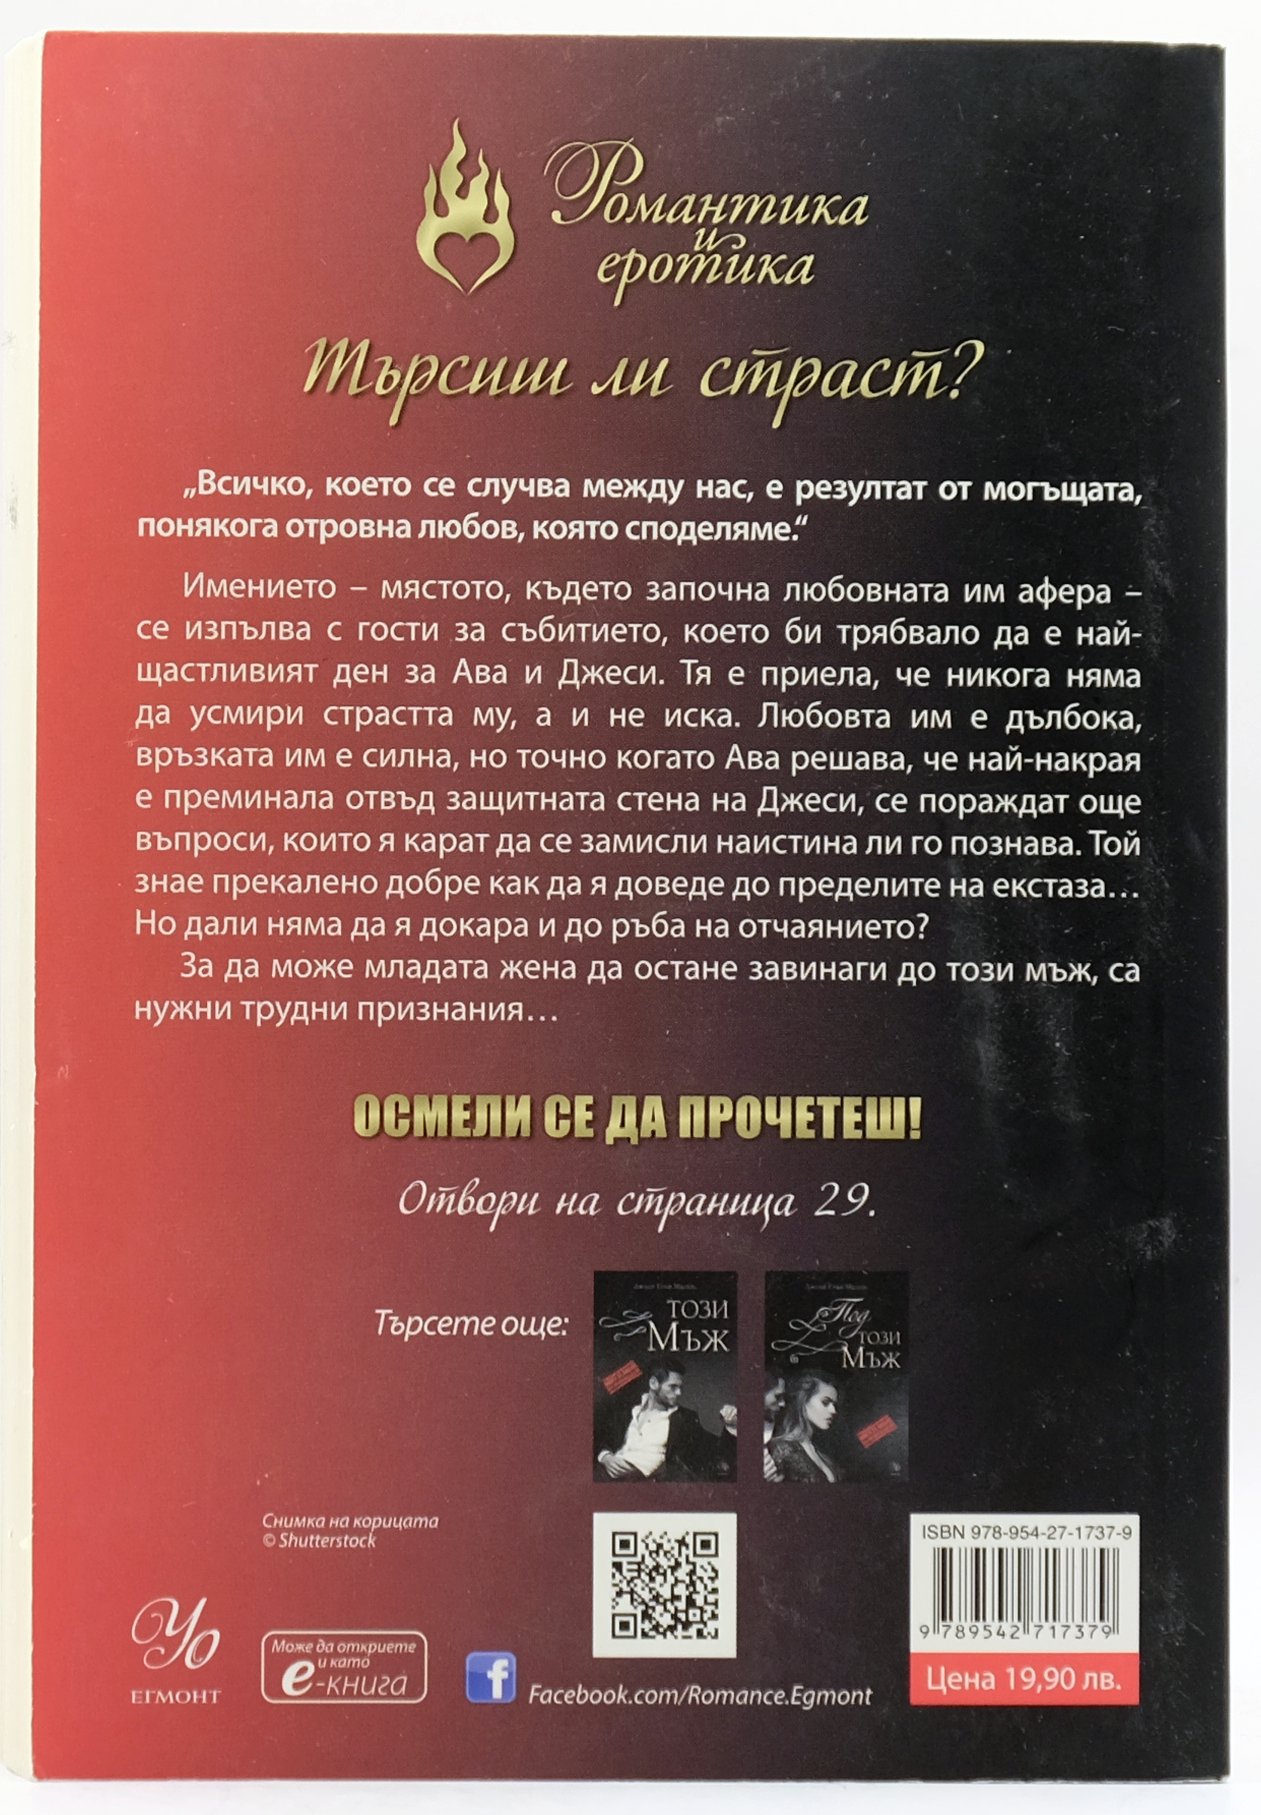 Романтика
и
еротика
Търсиш ли страст?
„Всичко, което се случва между нас, е резултат от могъщата,
понякога отровна любов, която споделяме.“
Имението – мястото, където започна любовната им афера –
се изпълва с гости за събитието, което би трябвало да е най-
щастливият ден за Ава и Джеси. Тя е приела, че никога няма
да усмири страстта му, а и не иска. Любовта им е дълбока,
връзката им е силна, но точно когато Ава решава, че най-накрая
е преминала отвъд защитната стена на Джеси, се пораждат още
въпроси, които я карат да се замисли наистина ли го познава. Той
знае прекалено добре как да я доведе до пределите на екстаза…
Но дали няма да я докара и до ръба на отчаянието?
За да може младата жена да остане завинаги до този мъж, са
нужни трудни признания…
ОСМЕЛИ СЕ ДА ПРОЧЕТЕШ!
Отвори на страница 29.
Търсете още:
ТОЗИ
МЪЖ
Под
ТОЗИ
МЪЖ
Снимка на корицата
© Shutterstock
ЕГМОНТ
Може да откриете
и като
е-книга
f
Facebook.com/Romance.Egmont
ISBN 978-954-27-1737-9
9 789542 717379
Цена 19,90 лв.